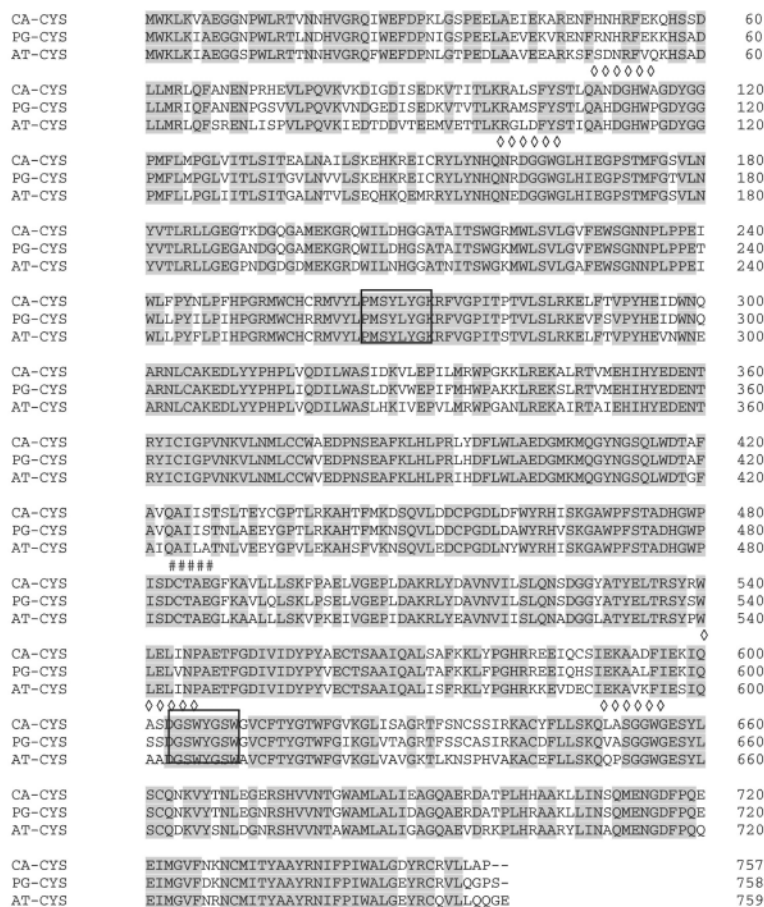 CA-CYS MWKLKVAEGGNPWLRTVNNHVGRQIWEFDPKLGSPEELAEIEKARENFHNHRFEKQHSSD 60
PG-CYS MWKLKIAEGGSPWLRTLNDHVGRQVWEFDPNIGSPEELAEVEKVRENFRNHRFEKKHSAD 60
AT-CYS MWKLKIAEGGSPWLRTTNNHVGRQFWEFDPNLGTPEDLAAVEEARKSFSDNRFVQKHSAD 60
◊◊◊◊◊◊
CA-CYS LLMRLQFANENPRHEVLPQVKVKDIGDISEDKVTITLKRALSFYSTLQANDGHWAGDYGG 120
PG-CYS LLMRIQFANENPGSVVLPQVKVNDGEDISEDKVTVTLKRAMSFYSTLQAHDGHWPGDYGG 120
AT-CYS LLMRLQFSRENLISPVLPQVKIEDTDDVTEEMVETTLKRGLDFYSTIQAHDGHWPGDYGG 120
◊◊◊◊◊◊
CA-CYS PMFLMPGLVITLSITEALNAILSKEHKREICRYLYNHQNRDGGWGLHIEGPSTMFGSVLN 180
PG-CYS PMFLMPGLVITLSITGVLNVVLSKEHKREICRYLYNHQNRDGGWGLHIEGPSTMFGTVLN 180
AT-CYS PMFLLPGLIITLSITGALNTVLSEQHKQEMRRYLYNHQNEDGGWGLHIEGPSTMFGSVLN 180
CA-CYS YVTLRLLGEGTKDGQGAMEKGRQWILDHGGATAITSWGRMWLSVLGVFEWSGNNPLPPEI 240
PG-CYS YVTLRLLGEGANDGQGAMEKGRQWILDHGSATAITSWGKMWLSVLGVFEWSGNNPLPPET 240
AT-CYS YVTLRLLGEGPNDGDGDMEKGRDWILNHGGATNITSWGKMWLSVLGAFEWSGNNPLPPEI 240
CA-CYS WLFPYNLPFHPGRMWCHCRMVYLPMSYLYGKRFVGPITPTVLSLRKELFTVPYHEIDWNQ 300
PG-CYS WLLPYILPIHPGRMWCHCRMVYLPMSYLYGKRFVGPITPTVLSLRKEVFSVPYHEIDWNQ 300
AT-CYS WLLPYFLPIHPGRMWCHCRMVYLPMSYLYGKRFVGPITSTVLSLRKELFTVPYHEVNWNE 300
CA-CYS ARNLCAKEDLYYPHPLVQDILWASIDKVLEPILMRWPGKKLREKALRTVMEHIHYEDENT 360
PG-CYS ARNLCAKEDLYYPHPLIQDILWASLDKVWEPIFMHWPAKKLREKSLRTVMEHIHYEDENT 360
AT-CYS ARNLCAKEDLYYPHPLVQDILWASLHKIVEPVLMRWPGANLREKAIRTAIEHIHYEDENT 360
CA-CYS RYICIGPVNKVLNMLCCWAEDPNSEAFKLHLPRLYDFLWLAEDGMKMQGYNGSQLWDTAF 420
PG-CYS RYICIGPVNKVLNMLCCWVEDPNSEAFKLHLPRLHDFLWLAEDGMKMQGYNGSQLWDTAF 420
AT-CYS RYICIGPVNKVLNMLCCWVEDPNSEAFKLHLPRIHDFLWLAEDGMKMQGYNGSQLWDTGF 420
CA-CYS AVQAIISTSLTEYCGPTLRKAHTFMKDSQVLDDCPGDLDFWYRHISKGAWPFSTADHGWP 480
PG-CYS AVQAIISTNLAEEYGPTLRKAHTFMKNSQVLDDCPGDLDAWYRHVSKGAWPFSTADHGWP 480
AT-CYS AIQAILATNLVEEYGPVLEKAHSFVKNSQVLEDCPGDLNYWYRHISKGAWPFSTADHGWP 480
#####
CA-CYS ISDCTAEGFKAVLLLSKFPAELVGEPLDAKRLYDAVNVILSLQNSDGGYATYELTRSYRW 540
PG-CYS ISDCTAEGFKAVLQLSKLPSELVGEPLDAKRLYDAVNVILSLQNSDGGYATYELTRSYSW 540
AT-CYS ISDCTAEGLKAALLLSKVPKEIVGEPIDAKRLYEAVNVIISLQNADGGLATYELTRSYPW 540
◊
CA-CYS LELINPAETFGDIVIDYPYAECTSAAIQALSAFKKLYPGHRREEIQCSIEKAADFIEKIQ 600
PG-CYS LELVNPAETFGDIVIDYPYVECTSAAIQALTAFKKLFPGHRREEIQHSIEKAALFIEKIQ 600
AT-CYS LELINPAETFGDIVIDYPYVECTSAAIQALISFRKLYPGHRKKEVDECIEKAVKFIESIQ 600
◊◊◊◊◊ ◊◊◊◊◊◊
CA-CYS ASDGSWYGSWGVCFTYGTWFGVKGLISAGRTFSNCSSIRKACYFLLSKQLASGGWGESYL 660
PG-CYS SSDGSWYGSWGVCFTYGTWFGIKGLVTAGRTFSSCASIRKACDFLLSKQVASGGWGESYL 660
AT-CYS AADGSWYGSWAVCFTYGTWFGVKGLVAVGKTLKNSPHVAKACEFLLSKQQPSGGWGESYL 660
CA-CYS SCQNKVYTNLEGERSHVVNTGWAMLALIEAGQAERDATPLHHAAKLLINSQMENGDFPQE 720
PG-CYS SCQNKVYTNLEGNRSHVVNTGWAMLALIDAGQAERDPTPLHRAAKLLINSQMENGDFPQE 720
AT-CYS SCQDKVYSNLDGNRSHVVNTGWAMLALIGAGQAEVDRKPLHRAARYLINAQMENGDFPQQ 720
CA-CYS EIMGVFNKNCMITYAAYRNIFPIWALGDYRCRVLLAP-- 757
PG-CYS EIMGVFDKNCMITYAAYRNIFPIWALGEYRCRVLQGPS- 758
AT-CYS EIMGVFNRNCMITYAAYRNIFPIWALGEYRCQVLLQQGE 759